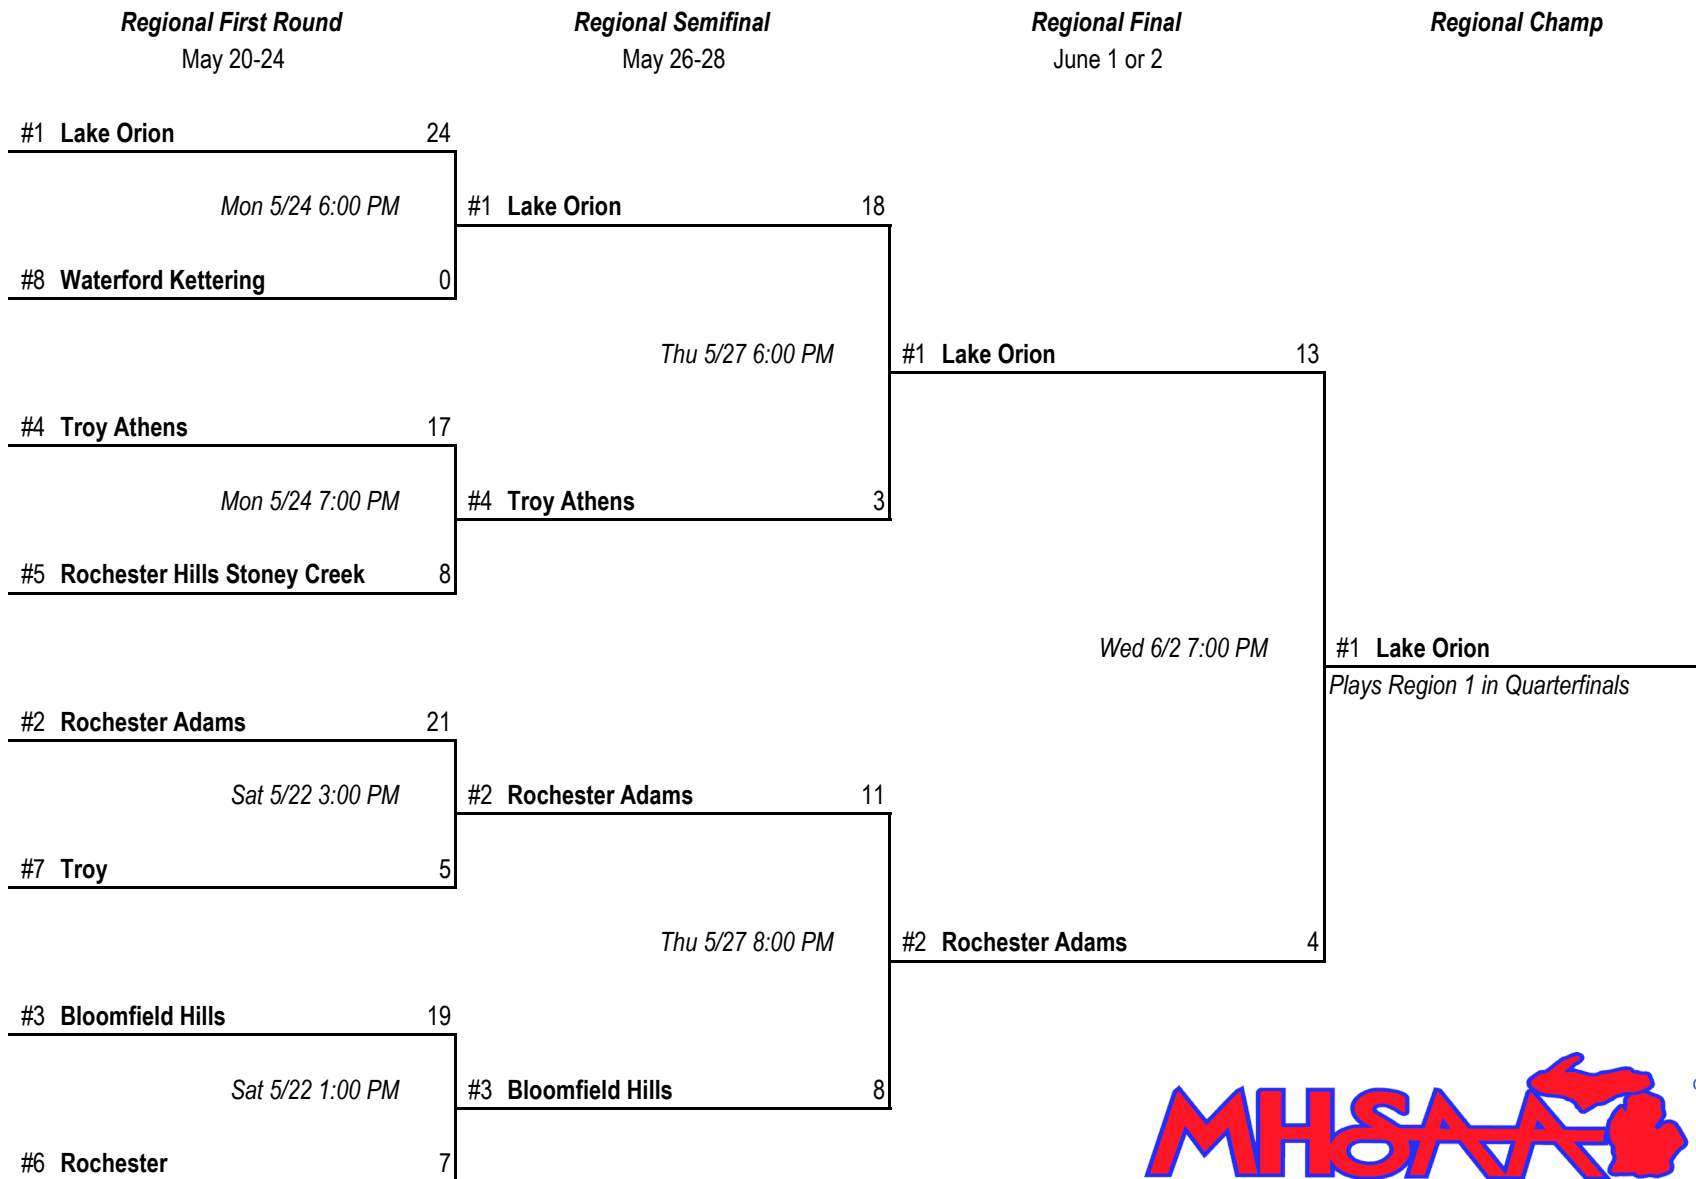 Regional First Round Regional Semifinal Regional Final Regional Champ
May 20-24 May 26-28 June 1 or 2
#1 Lake Orion 24
Mon 5/24 6:00 PM #1 Lake Orion 18
#8 Waterford Kettering 0
Thu 5/27 6:00 PM #1 Lake Orion 13
#4 Troy Athens 17
Mon 5/24 7:00 PM #4 Troy Athens 3
#5 Rochester Hills Stoney Creek 8
Wed 6/2 7:00 PM #1 Lake Orion
Plays Region 1 in Quarterfinals
#2 Rochester Adams 21
Sat 5/22 3:00 PM #2 Rochester Adams 11
#7 Troy 5
Thu 5/27 8:00 PM #2 Rochester Adams 4
#3 Bloomfield Hills 19
Sat 5/22 1:00 PM #3 Bloomfield Hills 8
#6 Rochester 7
MHSAA